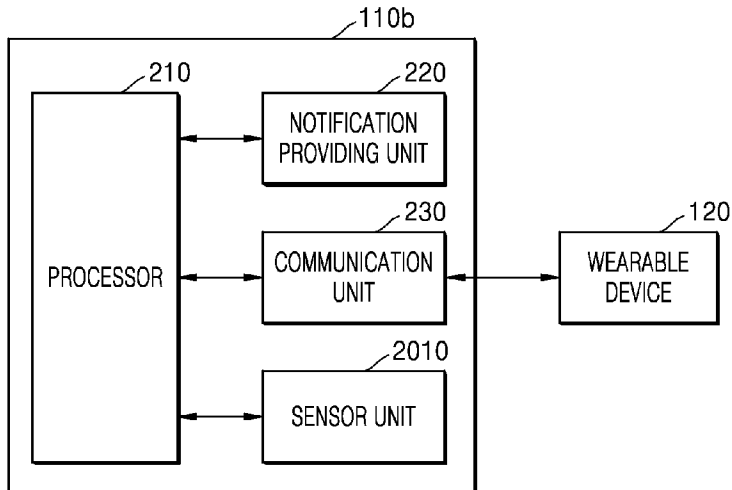 110b
210
220
NOTIFICATION
PROVIDING UNIT
230
120
PROCESSOR
COMMUNICATION
UNIT
WEARABLE
DEVICE
2010
SENSOR UNIT